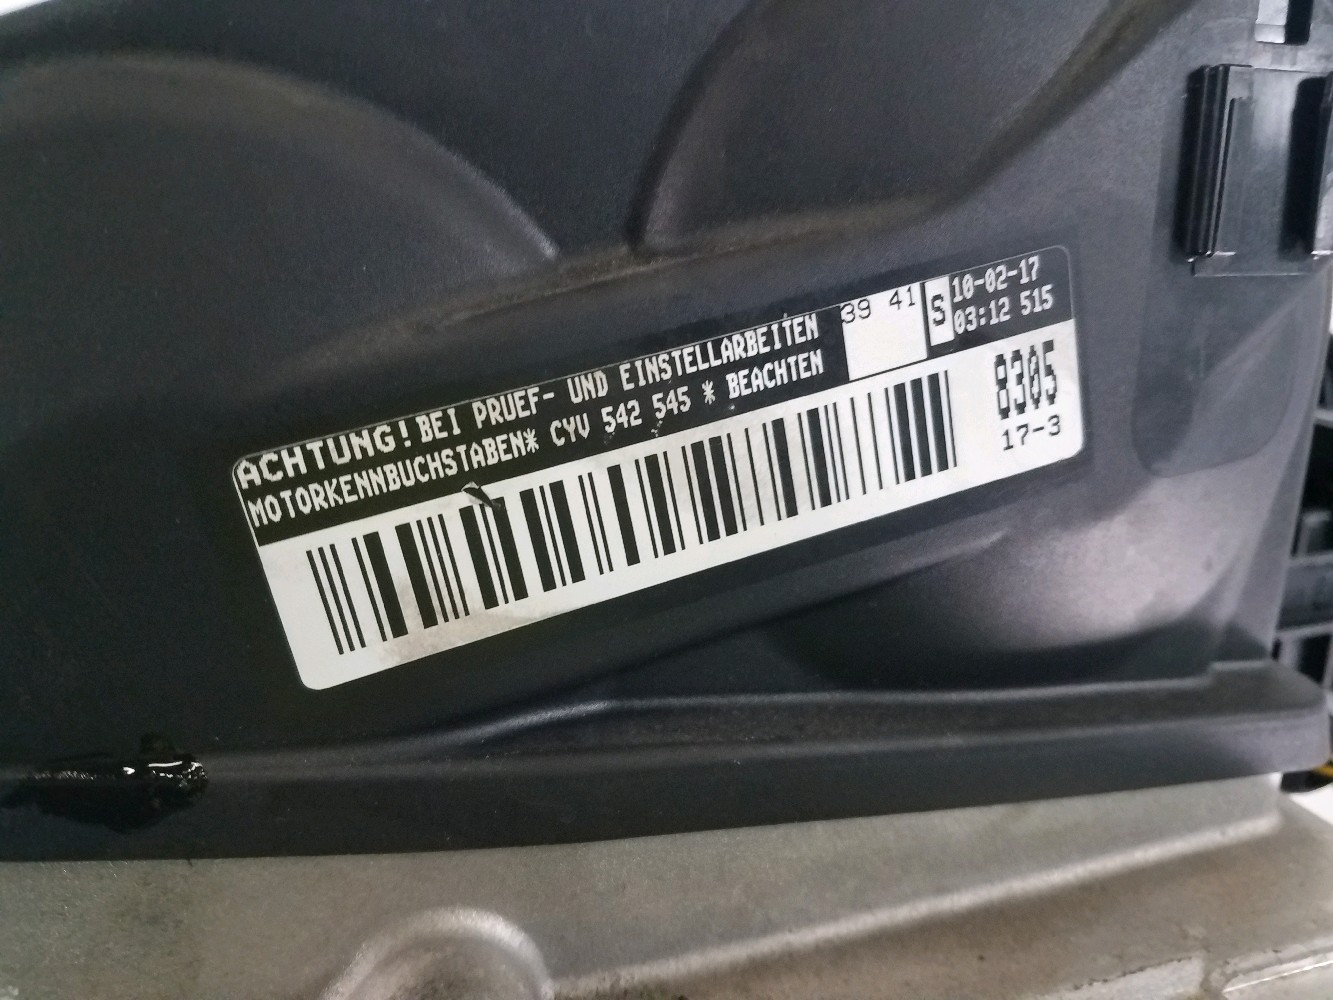 ACHTUNG! BEI PRUEF- UND EINSTELLARBEITEN
MOTORKENNBUCHSTABEN* CYV 542 545 * BEACHTEN
39 41
S
10-02-17
03:12 515
8305
17-3